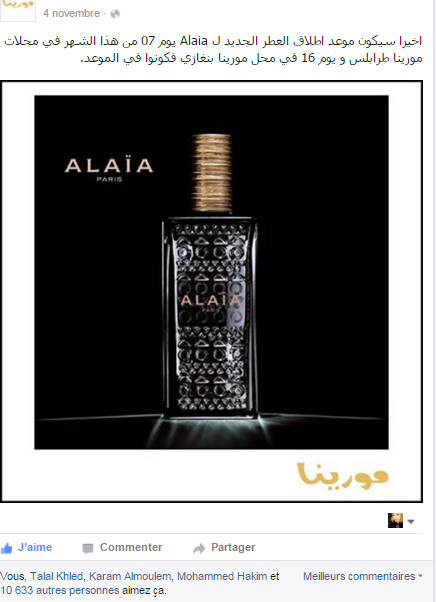 مورينا
4 novembre ·
اخيرا سيكون موعد اطلاق العطر الجديد ل Alaia يوم 07 من هذا الشهر في محلات
مورينا طرابلس و يوم 16 في محل مورينا بنغازي فكونوا في الموعد.
ALAÏA
PARIS
ALAÏA
PARIS
مورينا
J'aime Commenter Partager
Vous, Talal Khled, Karam Almoulem, Mohammed Hakim et
10 633 autres personnes aimez ça.
Meilleurs commentaires